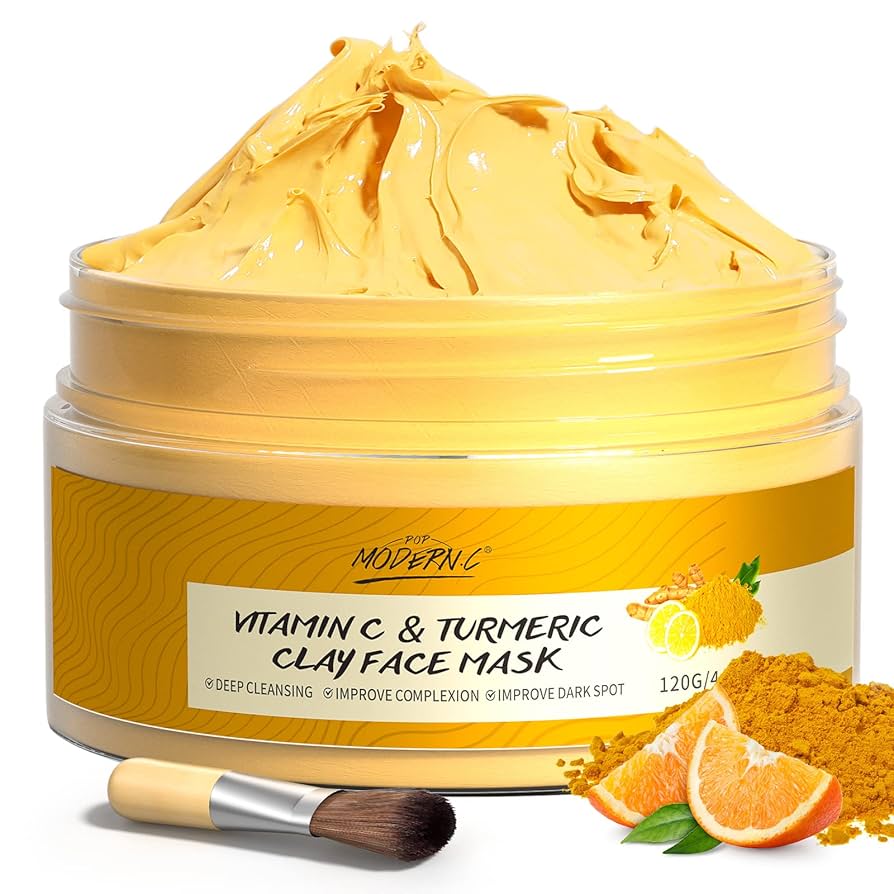 POP
MODERN.C®
VITAMIN C & TURMERIC
CLAY FACE MASK
DEEP CLEANSING IMPROVE COMPLEXION IMPROVE DARK SPOT
120G/4